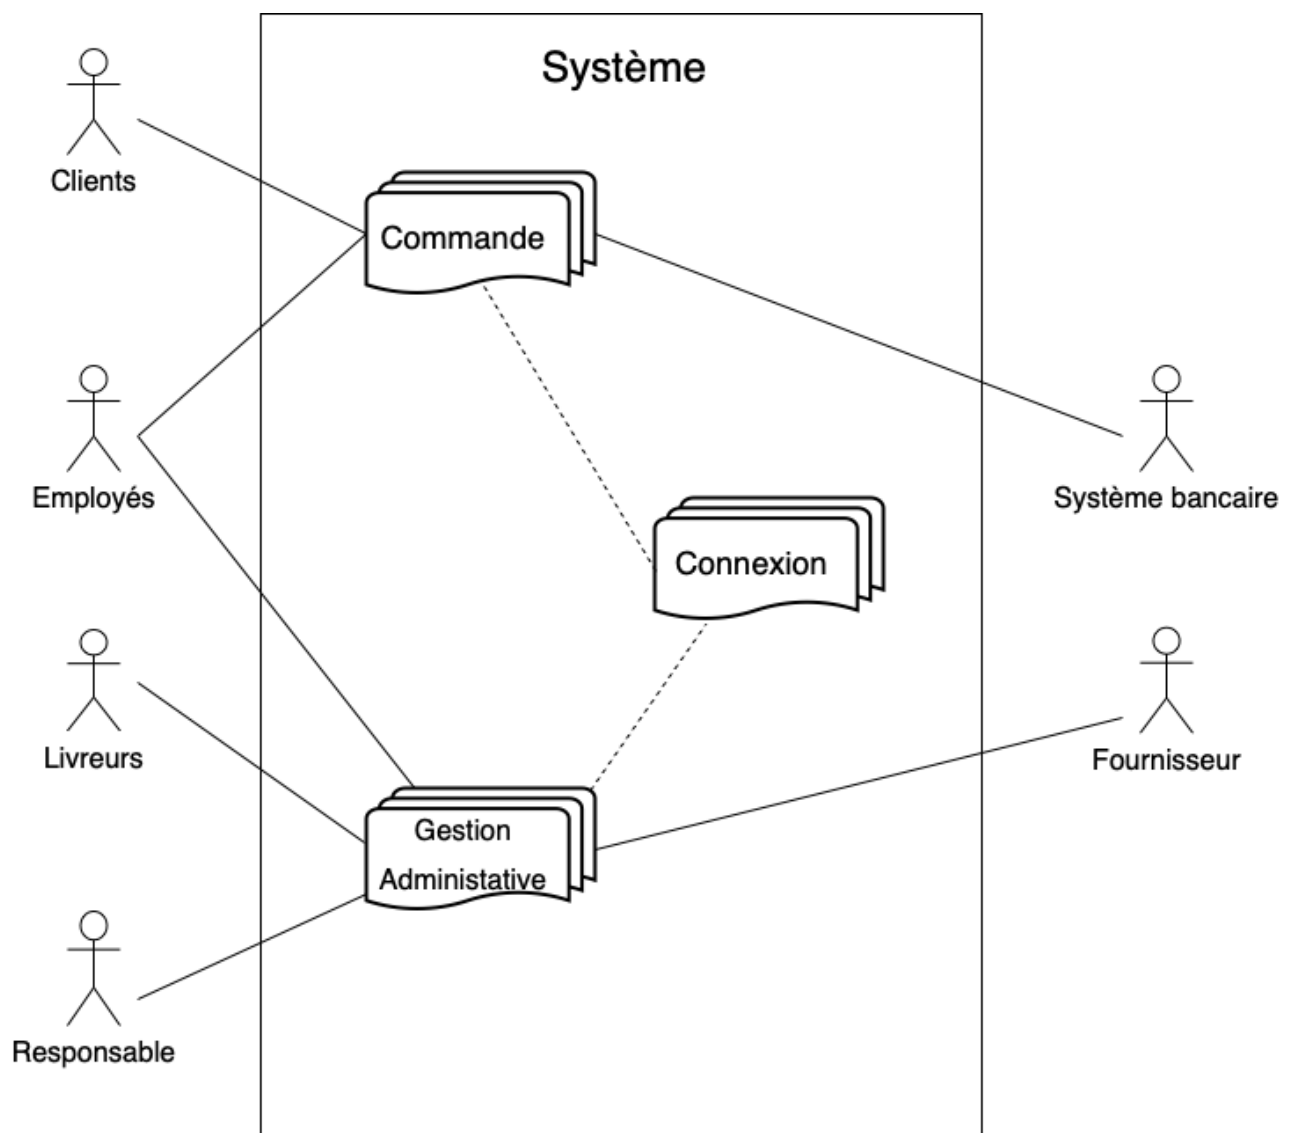 Système
Clients
Commande
Employés
Système bancaire
Connexion
Livreurs
Fournisseur
Gestion
Administative
Responsable